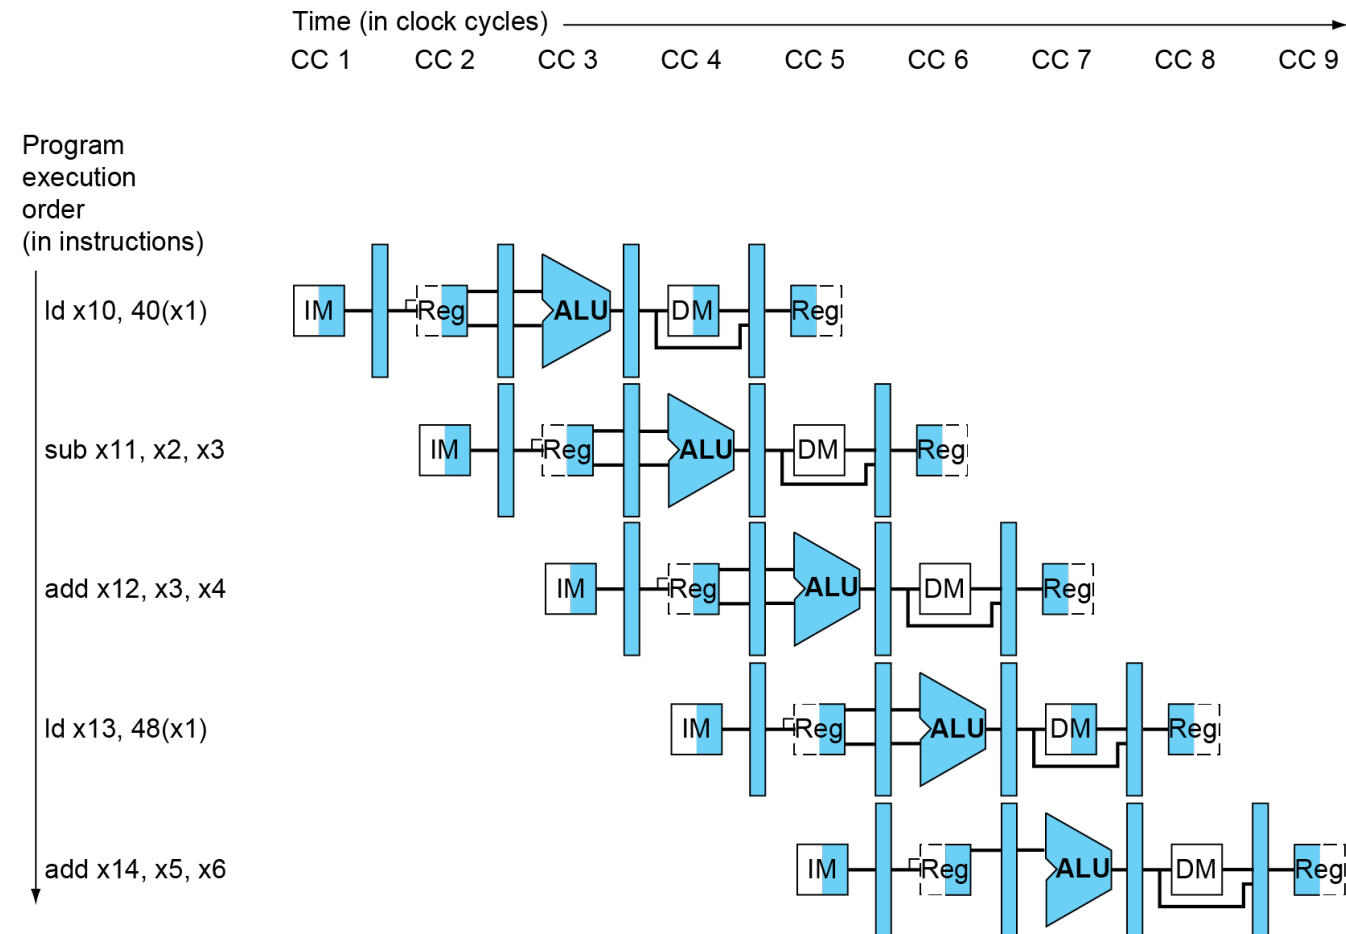 Time (in clock cycles)
CC 1 CC 2 CC 3 CC 4 CC 5 CC 6 CC 7 CC 8 CC 9
Program
execution
order
(in instructions)
ld x10, 40(x1) IM Reg ALU DM Reg
sub x11, x2, x3 IM Reg ALU DM Reg
add x12, x3, x4 IM Reg ALU DM Reg
ld x13, 48(x1) IM Reg ALU DM Reg
add x14, x5, x6 IM Reg ALU DM Reg